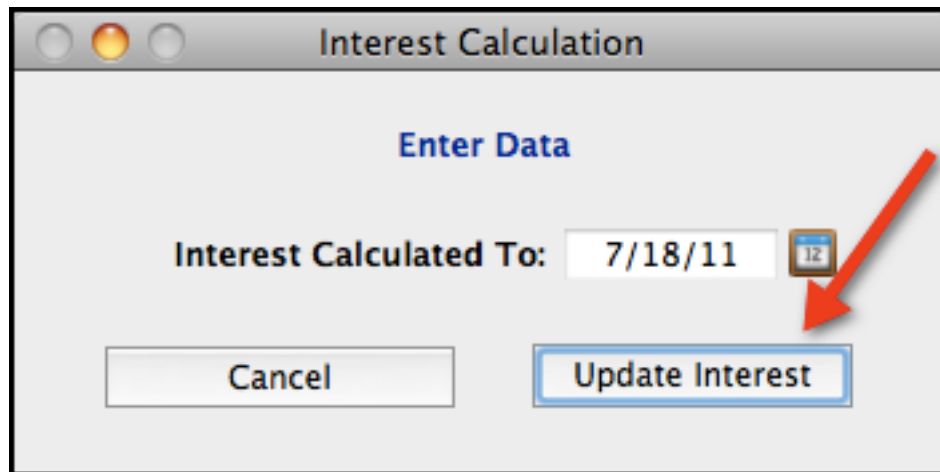 Interest Calculation
Enter Data
Interest Calculated To: 7/18/11 12
Cancel Update Interest